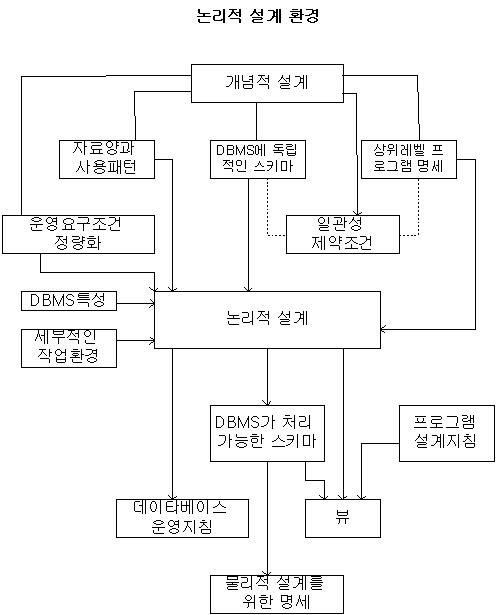 논리적 설계 환경
개념적 설계
자료양과
사용패턴
DBMS에 독립
적인 스키마
상위레벨 프
로그램 명세
운영요구조건
정량화
일관성
제약조건
DBMS특성
논리적 설계
세부적인
작업환경
DBMS가 처리
가능한 스키마
프로그램
설계지침
데이타베이스
운영지침
뷰
물리적 설계를
위한 명세